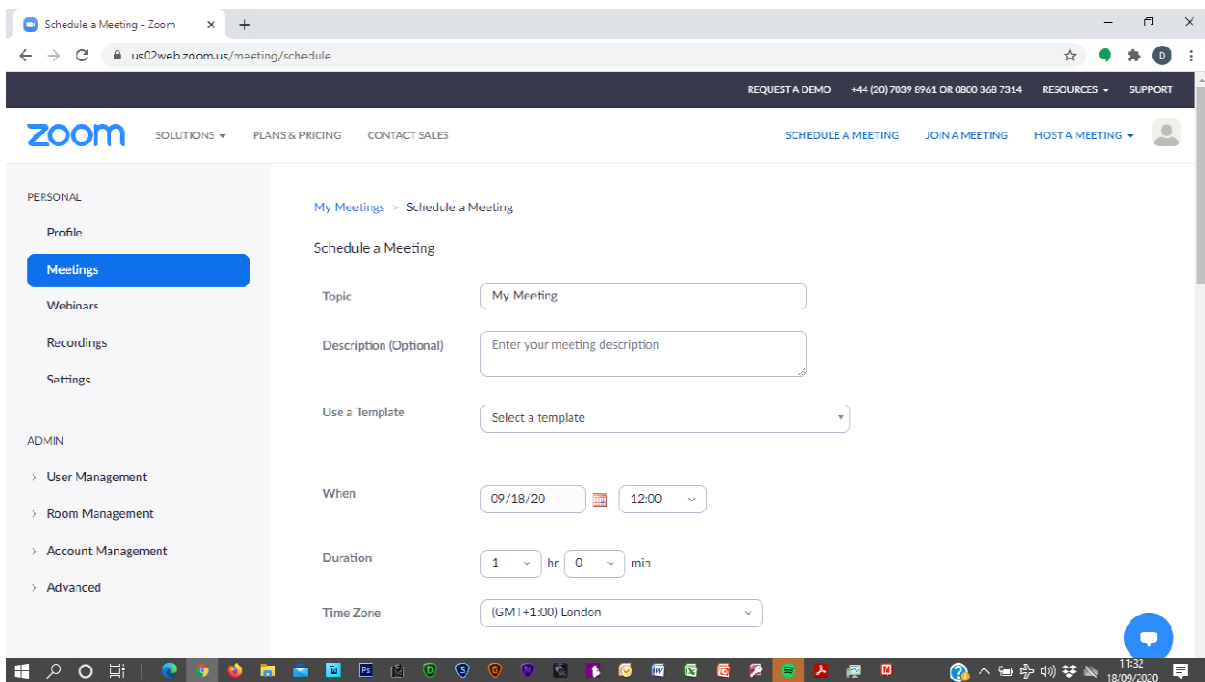 Schedule a Meeting - Zoom
us02web.zoom.us/meeting/schedule
D
REQUEST A DEMO +44 (20) 7039 8961 OR 0800 368 7314 RESOURCES SUPPORT
zoom SOLUTIONS PLANS & PRICING CONTACT SALES SCHEDULE A MEETING JOIN A MEETING HOST A MEETING
PERSONAL
Profile
Meetings
Webinars
Recordings
Settings
ADMIN
> User Management
> Room Management
> Account Management
> Advanced
My Meetings > Schedule a Meeting
Schedule a Meeting
Topic My Meeting
Description (Optional) Enter your meeting description
Use a Template Select a template
When 09/18/20 12:00
Duration 1 hr 0 min
Time Zone (GMT+1:00) London
11:32
18/09/2020